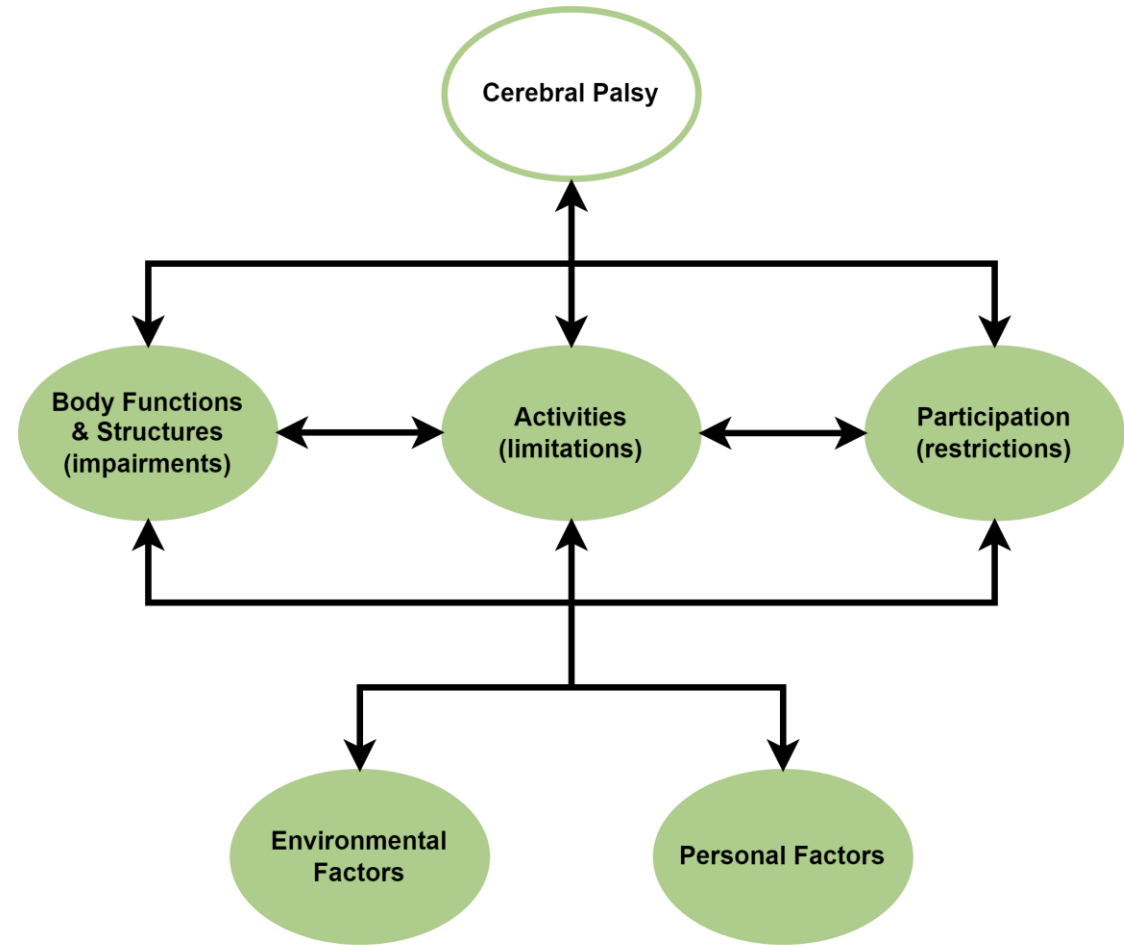 Cerebral Palsy
Body Functions
& Structures
(impairments)
Activities
(limitations)
Participation
(restrictions)
Environmental
Factors
Personal Factors